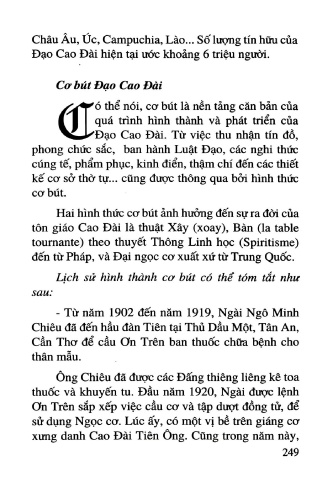 Châu Âu, Úc, Campuchia, Lào... Số lượng tín hữu của
Đạo Cao Đài hiện tại ước khoảng 6 triệu người.
Cơ bút Đạo Cao Đài
Có thể nói, cơ bút là nền tảng căn bản của
quá trình hình thành và phát triển của
Đạo Cao Đài. Từ việc thu nhận tín đồ,
phong chức sắc, ban hành Luật Đạo, các nghi thức
cúng tế, phẩm phục, kinh điển, thậm chí đến các thiết
kế cơ sở thờ tự... cũng được thông qua bởi hình thức
cơ bút.
Hai hình thức cơ bút ảnh hưởng đến sự ra đời của
tôn giáo Cao Đài là thuật Xây (xoay), Bàn (la table
tournante) theo thuyết Thông Linh học (Spiritisme)
đến từ Pháp, và Đại ngọc cơ xuất xứ từ Trung Quốc.
Lịch sử hình thành cơ bút có thể tóm tắt như
sau:
- Từ năm 1902 đến năm 1919, Ngài Ngô Minh
Chiêu đã đến hầu đàn Tiên tại Thủ Dầu Một, Tân An,
Cần Thơ để cầu Ơn Trên ban thuốc chữa bệnh cho
thân mẫu.
Ông Chiêu đã được các Đấng thiêng liêng kê toa
thuốc và khuyến tu. Đầu năm 1920, Ngài được lệnh
Ơn Trên sắp xếp việc cầu cơ và tập dượt đồng tử, để
sử dụng Ngọc cơ. Lúc ấy, có một vị bề trên giáng cơ
xưng danh Cao Đài Tiên Ông. Cũng trong năm này,
249